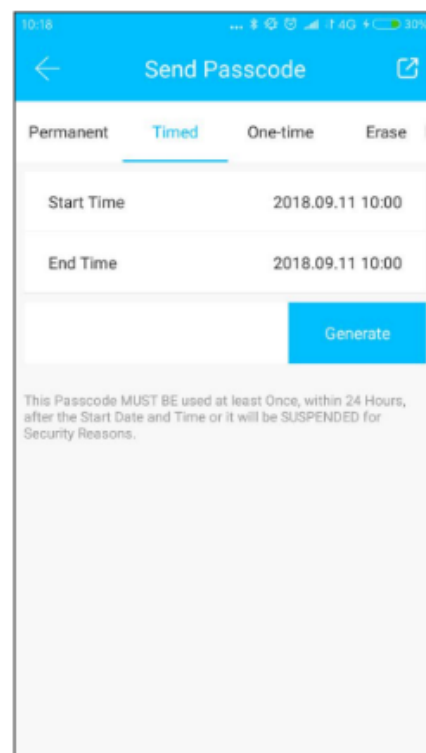 10:18 ... 4G 30%
Send Passcode
Permanent Timed One-time Erase
Start Time 2018.09.11 10:00
End Time 2018.09.11 10:00
Generate
This Passcode MUST BE used at least Once, within 24 Hours,
after the Start Date and Time or it will be SUSPENDED for
Security Reasons.